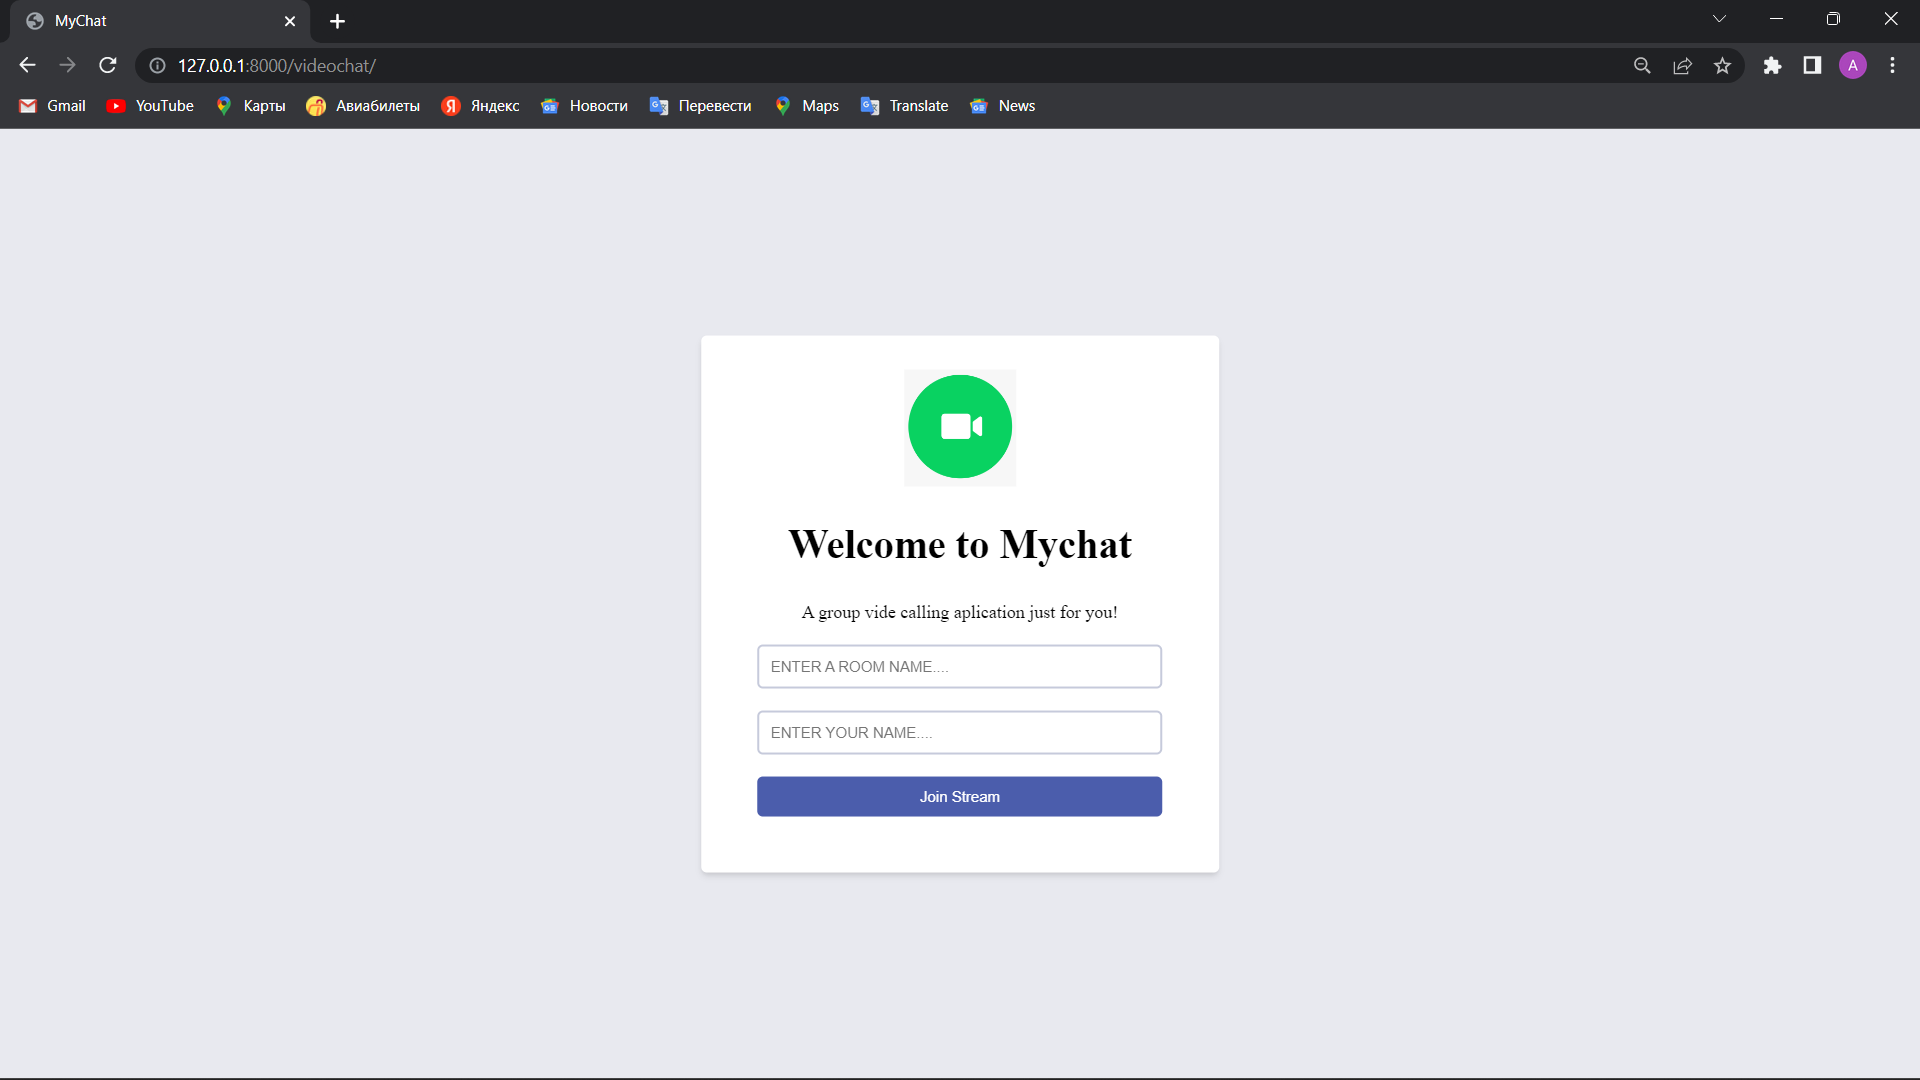 MyChat
127.0.0.1:8000/videochat/
A
Gmail YouTube Карты Авиабилеты Яндекс Новости Перевести Maps Translate News
Welcome to Mychat
A group vide calling aplication just for you!
ENTER A ROOM NAME....
ENTER YOUR NAME....
Join Stream